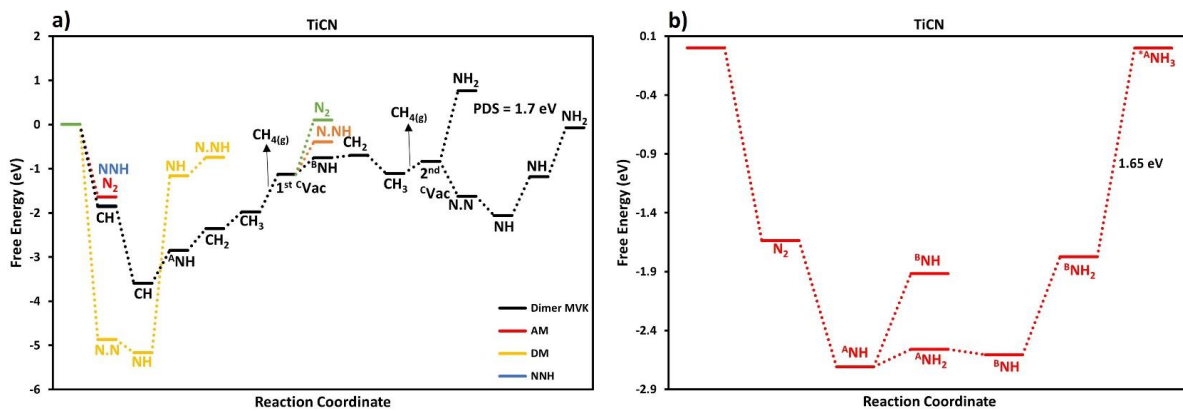 a)
TiCN
2
1
0
-1
-2
-3
-4
-5
-6
Free Energy (eV)
Reaction Coordinate
NNH
N₂
CH
CH
N.N
NH
NH
N.NH
ᴬNH
CH₂
CH₃
CH₄₍g₎
1ˢᵗ ᶜVac
N₂
N.NH
ᴮNH
CH₂
CH₃
CH₄₍g₎
2ⁿᵈ
ᶜVac
NH₂
PDS = 1.7 eV
N.N
NH
NH
NH₂
Dimer MVK
AM
DM
NNH
b)
TiCN
0.1
-0.4
-0.9
-1.4
-1.9
-2.4
-2.9
Free Energy (eV)
Reaction Coordinate
N₂
ᴬNH
ᴮNH
ᴬNH₂
ᴮNH
ᴮNH₂
1.65 eV
*ᴬNH₃